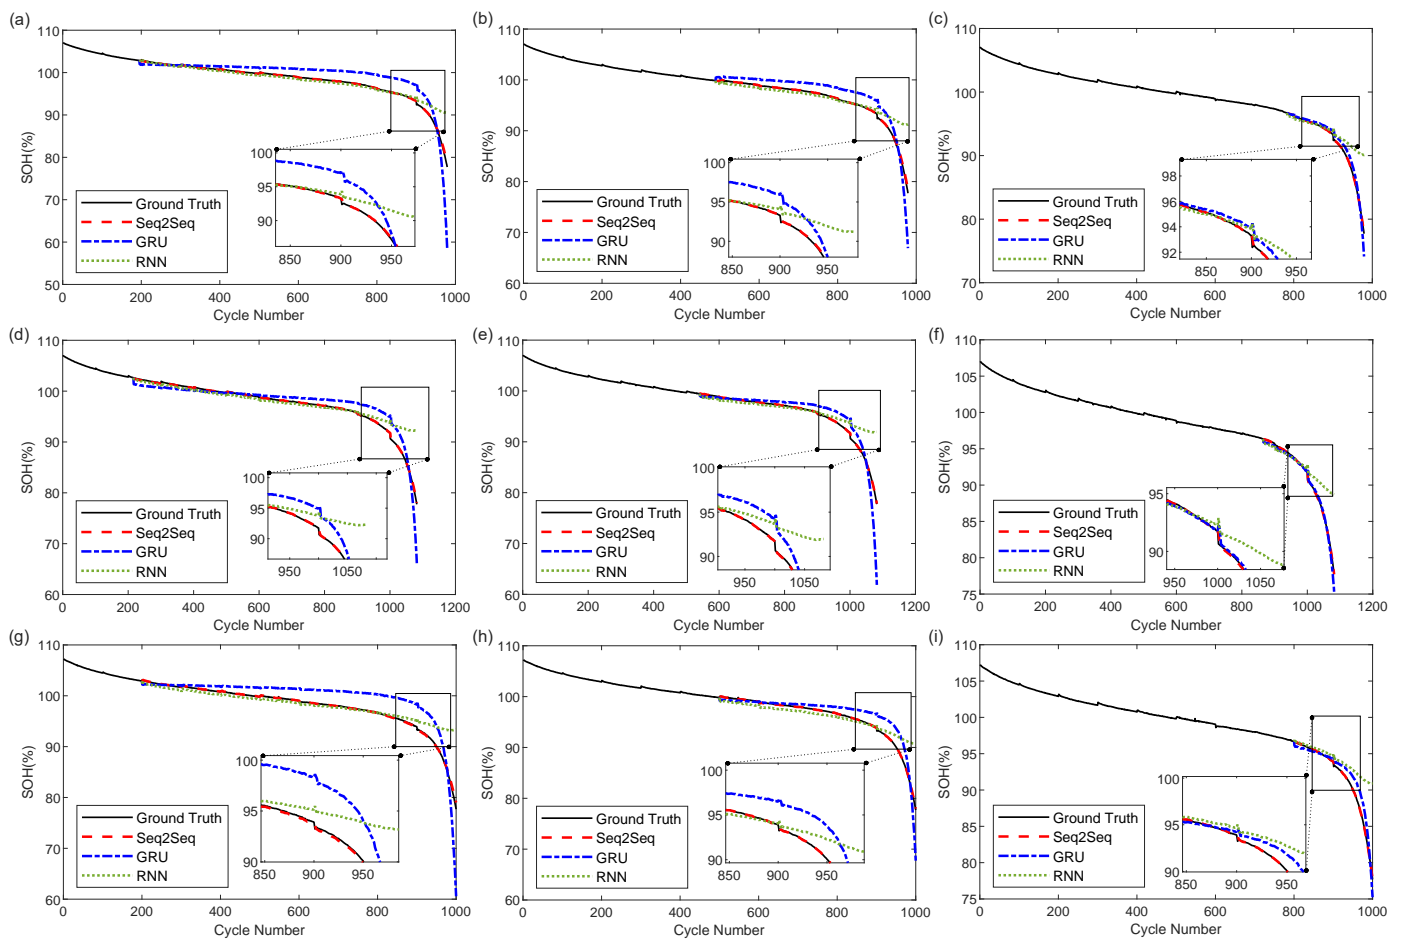 (a)
110
100
90
80
70
60
50
SOH(%)
0 200 400 600 800 1000
Cycle Number
100
95
90
850 900 950
Ground Truth
Seq2Seq
GRU
RNN
(b)
110
100
90
80
70
60
SOH(%)
0 200 400 600 800 1000
Cycle Number
95
90
850 900 950
Ground Truth
Seq2Seq
GRU
RNN
(c)
110
100
90
80
70
SOH(%)
0 200 400 600 800 1000
Cycle Number
98
96
94
92
850 900 950
Ground Truth
Seq2Seq
GRU
RNN
(d)
110
100
90
80
70
60
SOH(%)
0 200 400 600 800 1000 1200
Cycle Number
100
95
90
950 1050
Ground Truth
Seq2Seq
GRU
RNN
(e)
110
100
90
80
70
60
SOH(%)
0 200 400 600 800 1000 1200
Cycle Number
100
95
90
950 1050
Ground Truth
Seq2Seq
GRU
RNN
(f)
110
105
100
95
90
85
80
75
SOH(%)
0 200 400 600 800 1000 1200
Cycle Number
95
90
950 1000 1050
Ground Truth
Seq2Seq
GRU
RNN
(g)
110
100
90
80
70
60
SOH(%)
0 200 400 600 800 1000
Cycle Number
100
95
90
850 900 950
Ground Truth
Seq2Seq
GRU
RNN
(h)
110
100
90
80
70
60
SOH(%)
0 200 400 600 800 1000
Cycle Number
100
95
90
850 900 950
Ground Truth
Seq2Seq
GRU
RNN
(i)
110
105
100
95
90
85
80
75
SOH(%)
0 200 400 600 800 1000
Cycle Number
100
95
90
850 900 950
Ground Truth
Seq2Seq
GRU
RNN